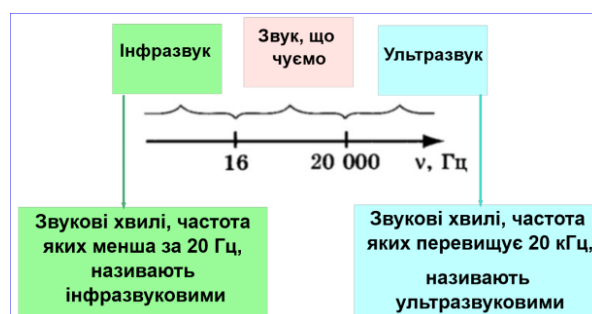 Інфразвук
Звук, що
чуємо
Ультразвук
16
20 000
ν, Гц
Звукові хвилі, частота
яких менша за 20 Гц,
називають
інфразвуковими
Звукові хвилі, частота
яких перевищує 20 кГц,
називають
ультразвуковими